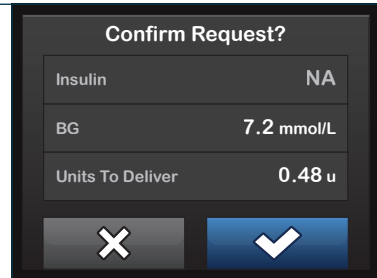 Confirm Request?
Insulin NA
BG 7.2 mmol/L
Units To Deliver 0.48 u